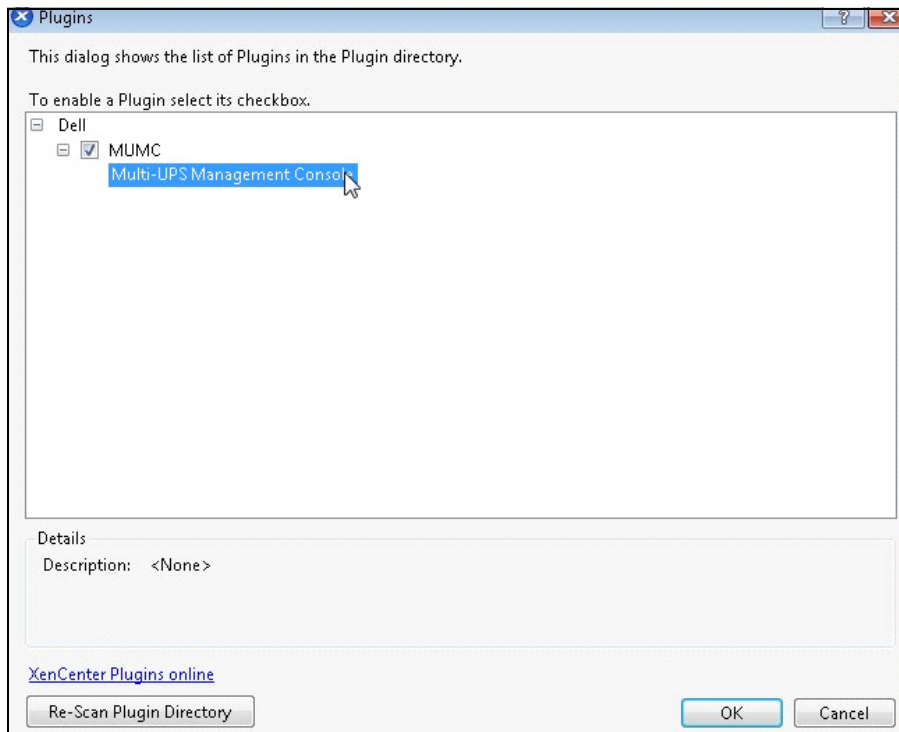 Plugins
This dialog shows the list of Plugins in the Plugin directory.
To enable a Plugin select its checkbox.
Dell
MUMC
Multi-UPS Management Console
Details
Description: <None>
XenCenter Plugins online
Re-Scan Plugin Directory
OK Cancel